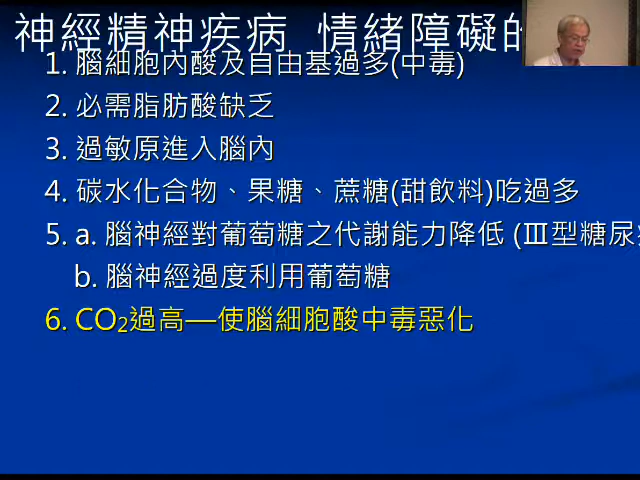 神經精神疾病 情緒障礙的
1. 腦細胞內酸及自由基過多(中毒)
2. 必需脂肪酸缺乏
3. 過敏原進入腦內
4. 碳水化合物、果糖、蔗糖(甜飲料)吃過多
5. a. 腦神經對葡萄糖之代謝能力降低 (Ⅲ型糖尿
b. 腦神經過度利用葡萄糖
6. CO₂過高──使腦細胞酸中毒惡化